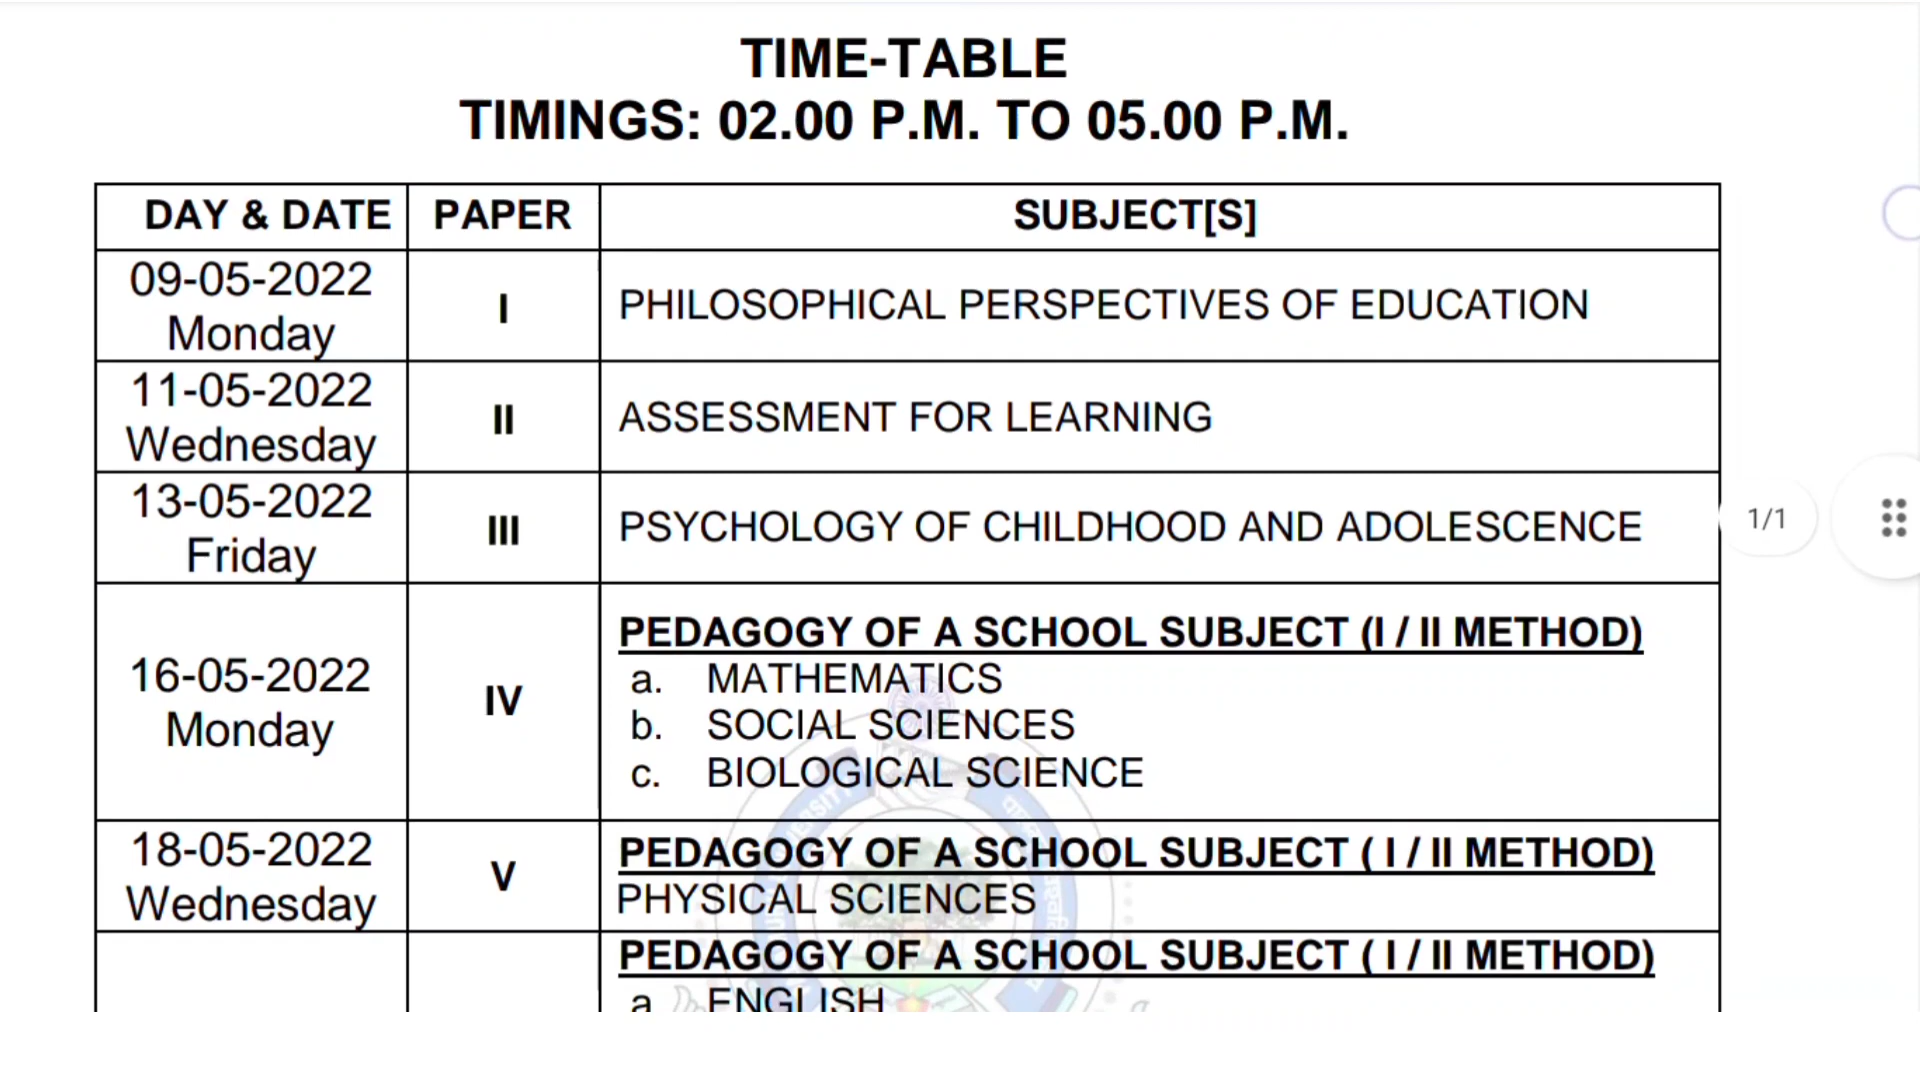 TIME-TABLE
TIMINGS: 02.00 P.M. TO 05.00 P.M.
DAY & DATE PAPER SUBJECT[S]
09-05-2022
Monday
I
PHILOSOPHICAL PERSPECTIVES OF EDUCATION
11-05-2022
Wednesday
II
ASSESSMENT FOR LEARNING
13-05-2022
Friday
III
PSYCHOLOGY OF CHILDHOOD AND ADOLESCENCE
1/1
16-05-2022
Monday
IV
PEDAGOGY OF A SCHOOL SUBJECT (I / II METHOD)
a. MATHEMATICS
b. SOCIAL SCIENCES
c. BIOLOGICAL SCIENCE
18-05-2022
Wednesday
V
PEDAGOGY OF A SCHOOL SUBJECT ( I / II METHOD)
PHYSICAL SCIENCES
PEDAGOGY OF A SCHOOL SUBJECT ( I / II METHOD)
a ENGLISH